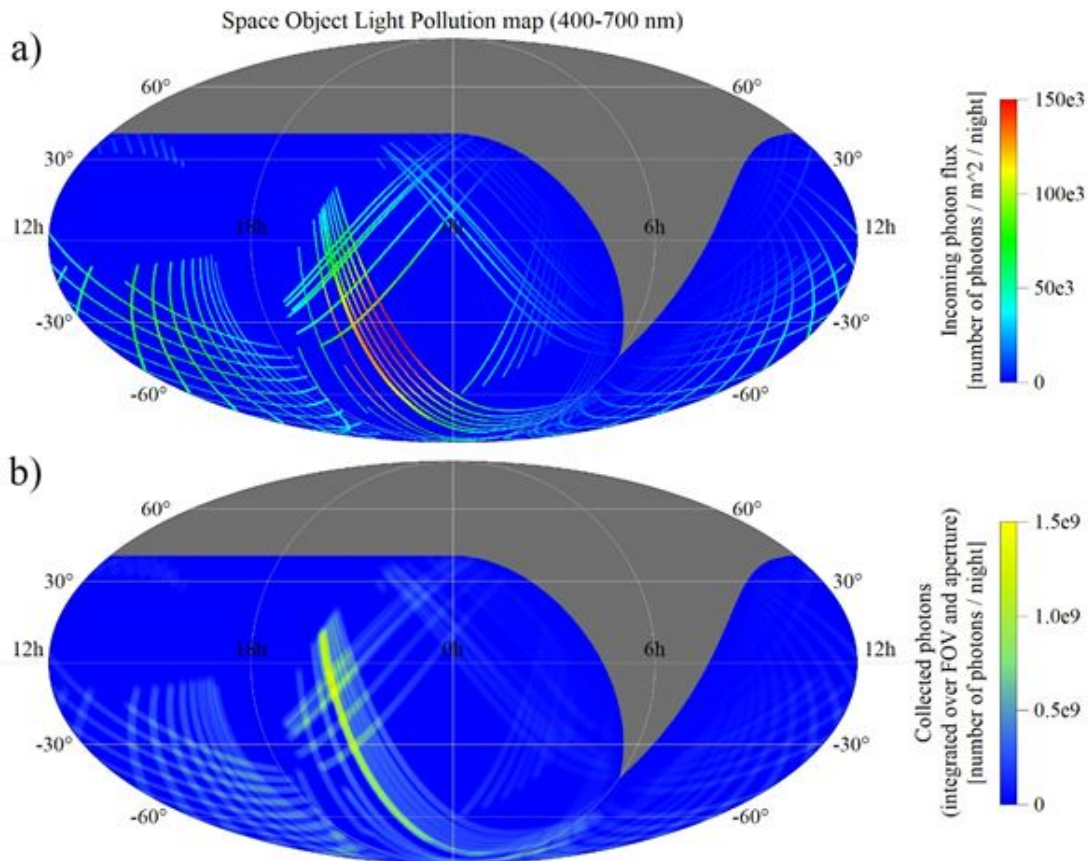 Space Object Light Pollution map (400-700 nm)
a)
60° 60°
30° 30°
12h 18h 0h 6h 12h
-30° -30°
-60° -60°
150e3
100e3
50e3
0
Incoming photon flux
[number of photons / m^2 / night]
b)
60° 60°
30° 30°
12h 18h 0h 6h 12h
-30° -30°
-60° -60°
1.5e9
1.0e9
0.5e9
0
Collected photons
(integrated over FOV and aperture)
[number of photons / night]